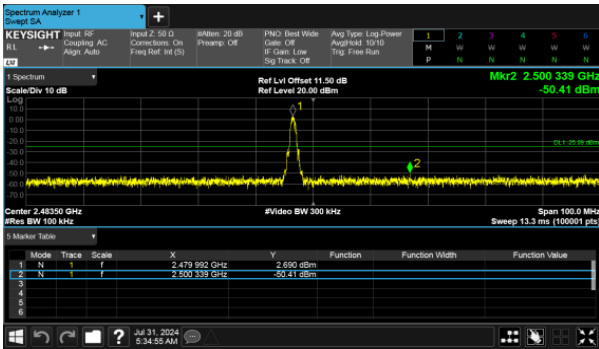 Spectrum Analyzer 1
Swept SA
+
KEYSIGHT Input: RF Input Z: 50 Ω #Atten: 20 dB PNO: Best Wide Avg Type: Log-Power 1 2 3 4 5 6
RL Coupling: AC Corrections: On Preamp: Off Gate: Off Avg|Hold: 10/10 M W W W W W
Align: Auto Freq Ref: Int (S) IF Gain: Low Trig: Free Run P N N N N N
LXI Sig Track: Off
1 Spectrum Ref Lvl Offset 11.50 dB Mkr2 2.500 339 GHz
Scale/Div 10 dB Ref Level 20.00 dBm -50.41 dBm
Log
10.0 1
0.00
-10.0
-20.0 DL1 -25.09 dBm
-30.0
-40.0 2
-50.0
-60.0
-70.0
Center 2.48350 GHz #Video BW 300 kHz Span 100.0 MHz
#Res BW 100 kHz Sweep 13.3 ms (100001 pts)
5 Marker Table
Mode Trace Scale X Y Function Function Width Function Value
1 N 1 f 2.479 992 GHz 2.690 dBm
2 N 1 f 2.500 339 GHz -50.41 dBm
3
4
5
6
? Jul 31, 2024
5:34:55 AM